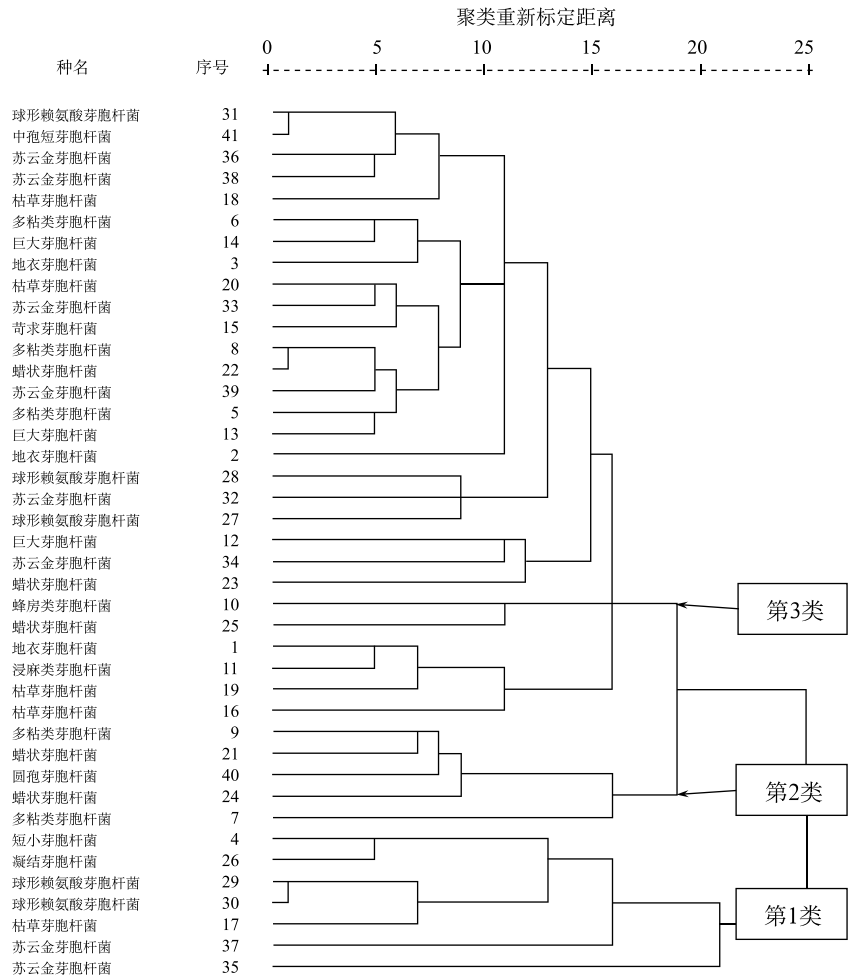 聚类重新标定距离
0 5 10 15 20 25
种名 序号
球形赖氨酸芽胞杆菌 31
中孢短芽胞杆菌 41
苏云金芽胞杆菌 36
苏云金芽胞杆菌 38
枯草芽胞杆菌 18
多粘类芽胞杆菌 6
巨大芽胞杆菌 14
地衣芽胞杆菌 3
枯草芽胞杆菌 20
苏云金芽胞杆菌 33
苛求芽胞杆菌 15
多粘类芽胞杆菌 8
蜡状芽胞杆菌 22
苏云金芽胞杆菌 39
多粘类芽胞杆菌 5
巨大芽胞杆菌 13
地衣芽胞杆菌 2
球形赖氨酸芽胞杆菌 28
苏云金芽胞杆菌 32
球形赖氨酸芽胞杆菌 27
巨大芽胞杆菌 12
苏云金芽胞杆菌 34
蜡状芽胞杆菌 23
蜂房类芽胞杆菌 10
第3类
蜡状芽胞杆菌 25
地衣芽胞杆菌 1
浸麻类芽胞杆菌 11
枯草芽胞杆菌 19
枯草芽胞杆菌 16
多粘类芽胞杆菌 9
蜡状芽胞杆菌 21
圆孢芽胞杆菌 40
蜡状芽胞杆菌 24
第2类
多粘类芽胞杆菌 7
短小芽胞杆菌 4
凝结芽胞杆菌 26
球形赖氨酸芽胞杆菌 29
球形赖氨酸芽胞杆菌 30
第1类
枯草芽胞杆菌 17
苏云金芽胞杆菌 37
苏云金芽胞杆菌 35